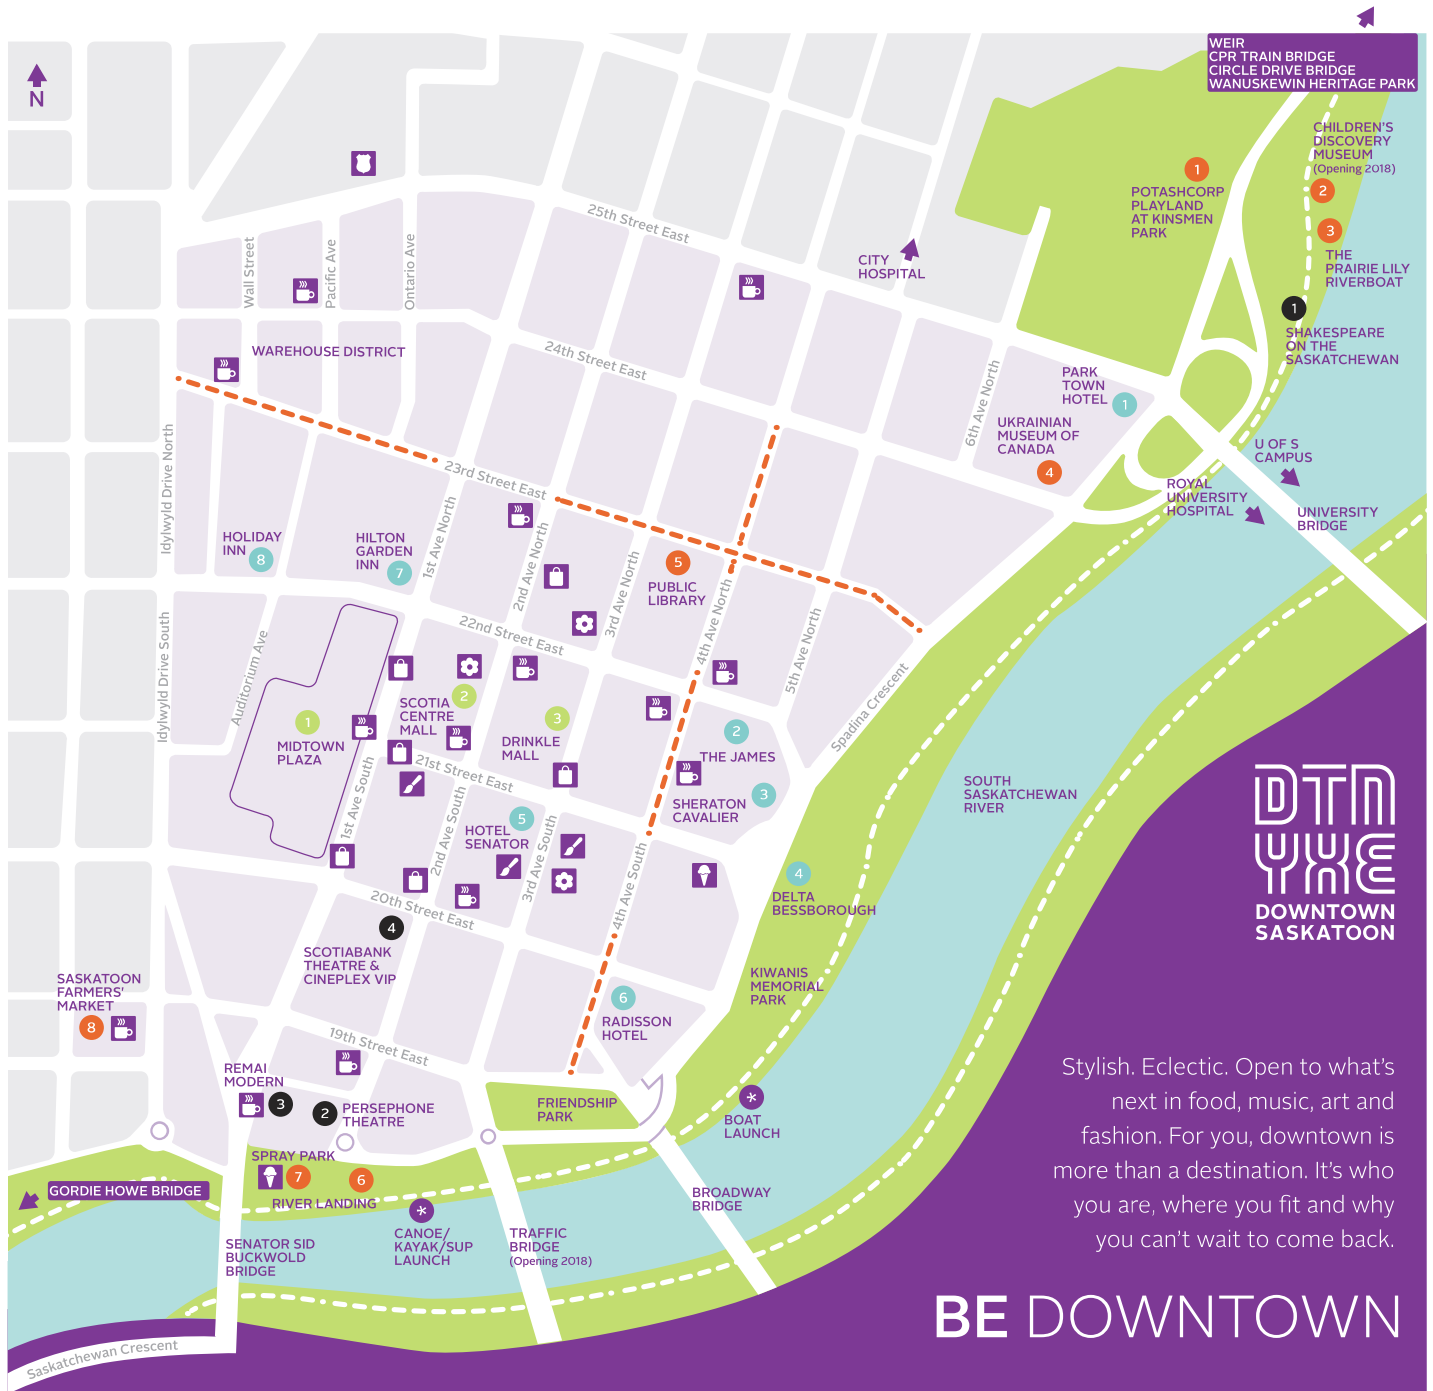 WEIR
CPR TRAIN BRIDGE
CIRCLE DRIVE BRIDGE
WANUSKEWIN HERITAGE PARK
N
CHILDREN'S
DISCOVERY
MUSEUM
(Opening 2018)
2
1
POTASHCORP
PLAYLAND
AT KINSMEN
PARK
3
THE
PRAIRIE LILY
RIVERBOAT
25th Street East
CITY
HOSPITAL
Wall Street
Pacific Ave
Ontario Ave
1
SHAKESPEARE
ON THE
SASKATCHEWAN
WAREHOUSE DISTRICT
24th Street East
6th Ave North
PARK
TOWN
HOTEL
1
UKRAINIAN
MUSEUM OF
CANADA
4
U OF S
CAMPUS
ROYAL
UNIVERSITY
HOSPITAL
UNIVERSITY
BRIDGE
Idylwyld Drive North
23rd Street East
HOLIDAY
INN
8
HILTON
GARDEN
INN
7
1st Ave North
2nd Ave North
3rd Ave North
5
PUBLIC
LIBRARY
4th Ave North
5th Ave North
22nd Street East
Idylwyld Drive South
Auditorium Ave
Spadina Crescent
1
MIDTOWN
PLAZA
SCOTIA
CENTRE
MALL
2
3
DRINKLE
MALL
2
THE JAMES
SHERATON
CAVALIER
3
21st Street East
1st Ave South
2nd Ave South
HOTEL
SENATOR
5
3rd Ave South
4th Ave South
SOUTH
SASKATCHEWAN
RIVER
DTN
YXE
DOWNTOWN
SASKATOON
4
DELTA
BESSBOROUGH
20th Street East
4
SCOTIABANK
THEATRE &
CINEPLEX VIP
KIWANIS
MEMORIAL
PARK
SASKATOON
FARMERS'
MARKET
8
6
RADISSON
HOTEL
19th Street East
REMAI
MODERN
3
2
PERSEPHONE
THEATRE
FRIENDSHIP
PARK
*
BOAT
LAUNCH
SPRAY PARK
7
6
RIVER LANDING
GORDIE HOWE BRIDGE
*
CANOE/
KAYAK/SUP
LAUNCH
BROADWAY
BRIDGE
SENATOR SID
BUCKWOLD
BRIDGE
TRAFFIC
BRIDGE
(Opening 2018)
Saskatchewan Crescent
Stylish. Eclectic. Open to what's
next in food, music, art and
fashion. For you, downtown is
more than a destination. It's who
you are, where you fit and why
you can't wait to come back.
BE DOWNTOWN